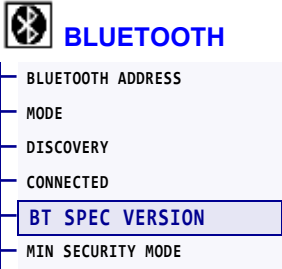 BLUETOOTH
BLUETOOTH ADDRESS
MODE
DISCOVERY
CONNECTED
BT SPEC VERSION
MIN SECURITY MODE